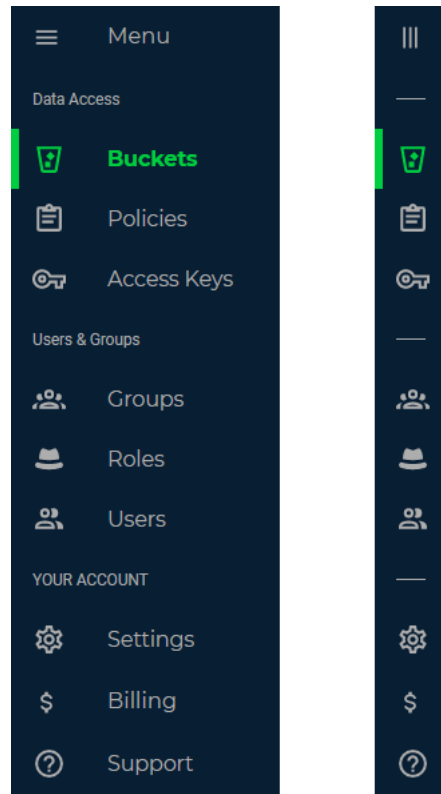 Menu
Data Access
Buckets
Policies
Access Keys
Users & Groups
Groups
Roles
Users
YOUR ACCOUNT
Settings
$ Billing
Support
$